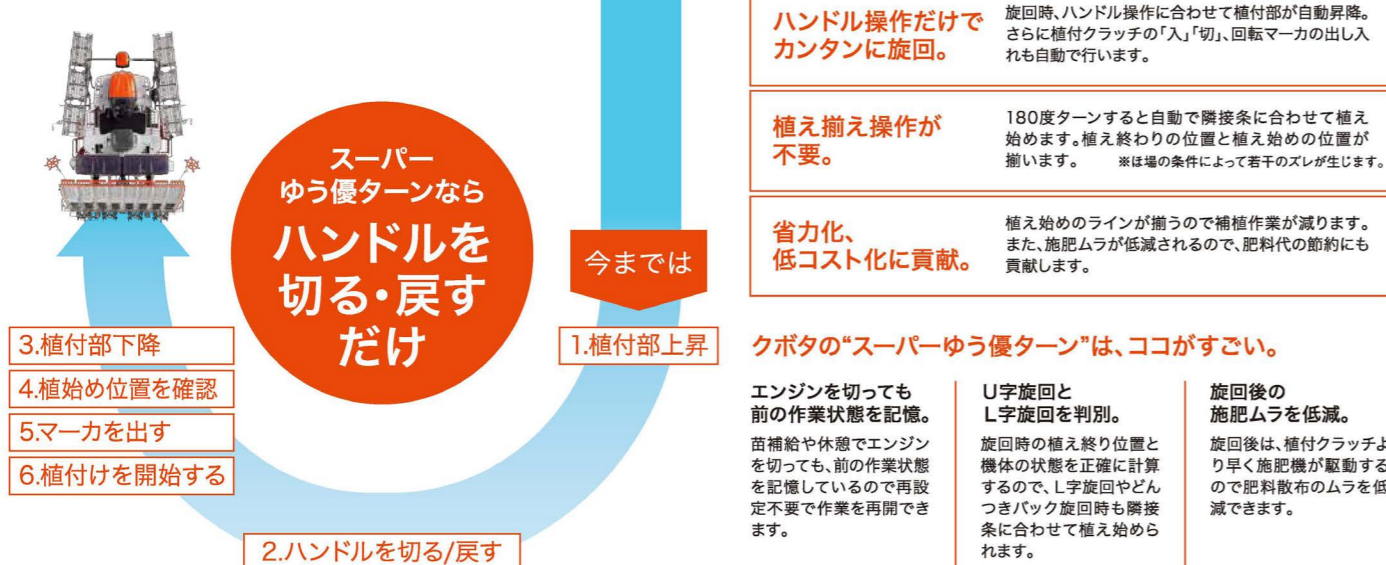 スーパー
ゆう優ターンなら
ハンドルを
切る・戻す
だけ
今までは
1.植付部上昇
2.ハンドルを切る/戻す
3.植付部下降
4.植始め位置を確認
5.マーカを出す
6.植付けを開始する
ハンドル操作だけで
カンタンに旋回。
旋回時、ハンドル操作に合わせて植付部が自動昇降。
さらに植付クラッチの「入」「切」、回転マーカの出し入
れも自動で行います。
植え揃え操作が
不要。
180度ターンすると自動で隣接条に合わせて植え
始めます。植え終わりの位置と植え始めの位置が
揃います。 ※ほ場の条件によって若干のズレが生じます。
省力化、
低コスト化に貢献。
植え始めのラインが揃うので補植作業が減ります。
また、施肥ムラが低減されるので、肥料代の節約にも
貢献します。
クボタの“スーパーゆう優ターン”は、ココがすごい。
エンジンを切っても
前の作業状態を記憶。
苗補給や休憩でエンジン
を切っても、前の作業状態
を記憶しているので再設
定不要で作業を再開でき
ます。
U字旋回と
L字旋回を判別。
旋回時の植え終り位置と
機体の状態を正確に計算
するので、L字旋回やどん
つきバック旋回時も隣接
条に合わせて植え始めら
れます。
旋回後の
施肥ムラを低減。
旋回後は、植付クラッチよ
り早く施肥機が駆動する
ので肥料散布のムラを低
減できます。